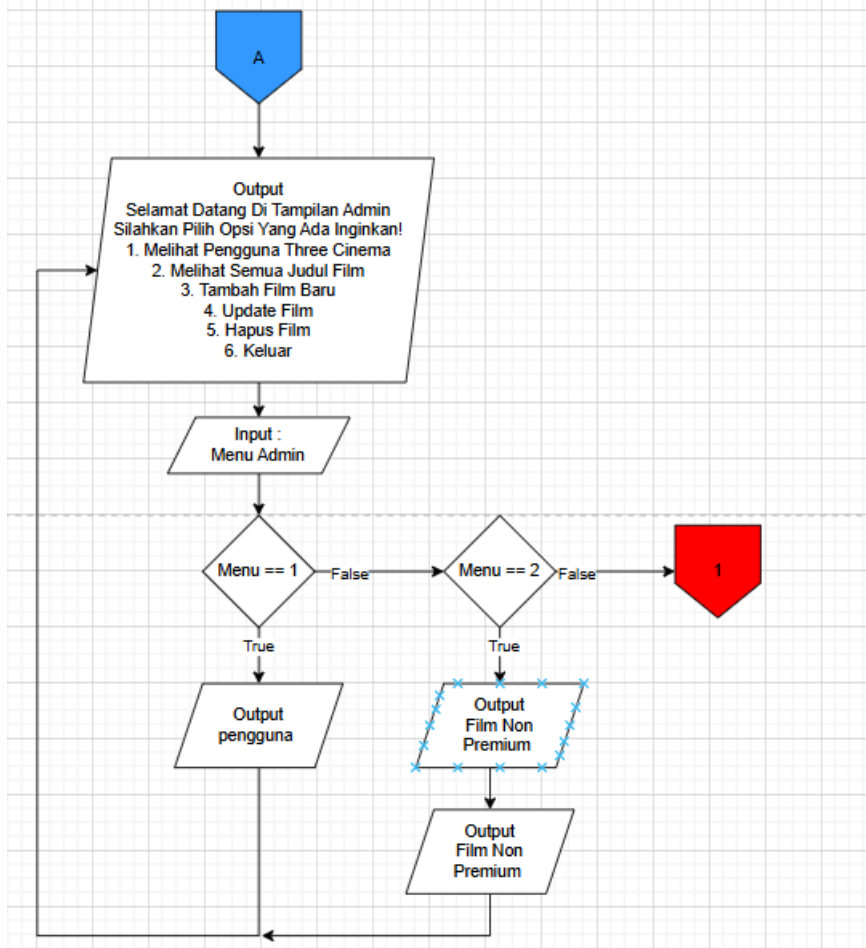 A
Output
Selamat Datang Di Tampilan Admin
Silahkan Pilih Opsi Yang Ada Inginkan!
1. Melihat Pengguna Three Cinema
2. Melihat Semua Judul Film
3. Tambah Film Baru
4. Update Film
5. Hapus Film
6. Keluar
Input :
Menu Admin
Menu == 1
False
Menu == 2
False
1
True
True
Output
pengguna
Output
Film Non
Premium
Output
Film Non
Premium